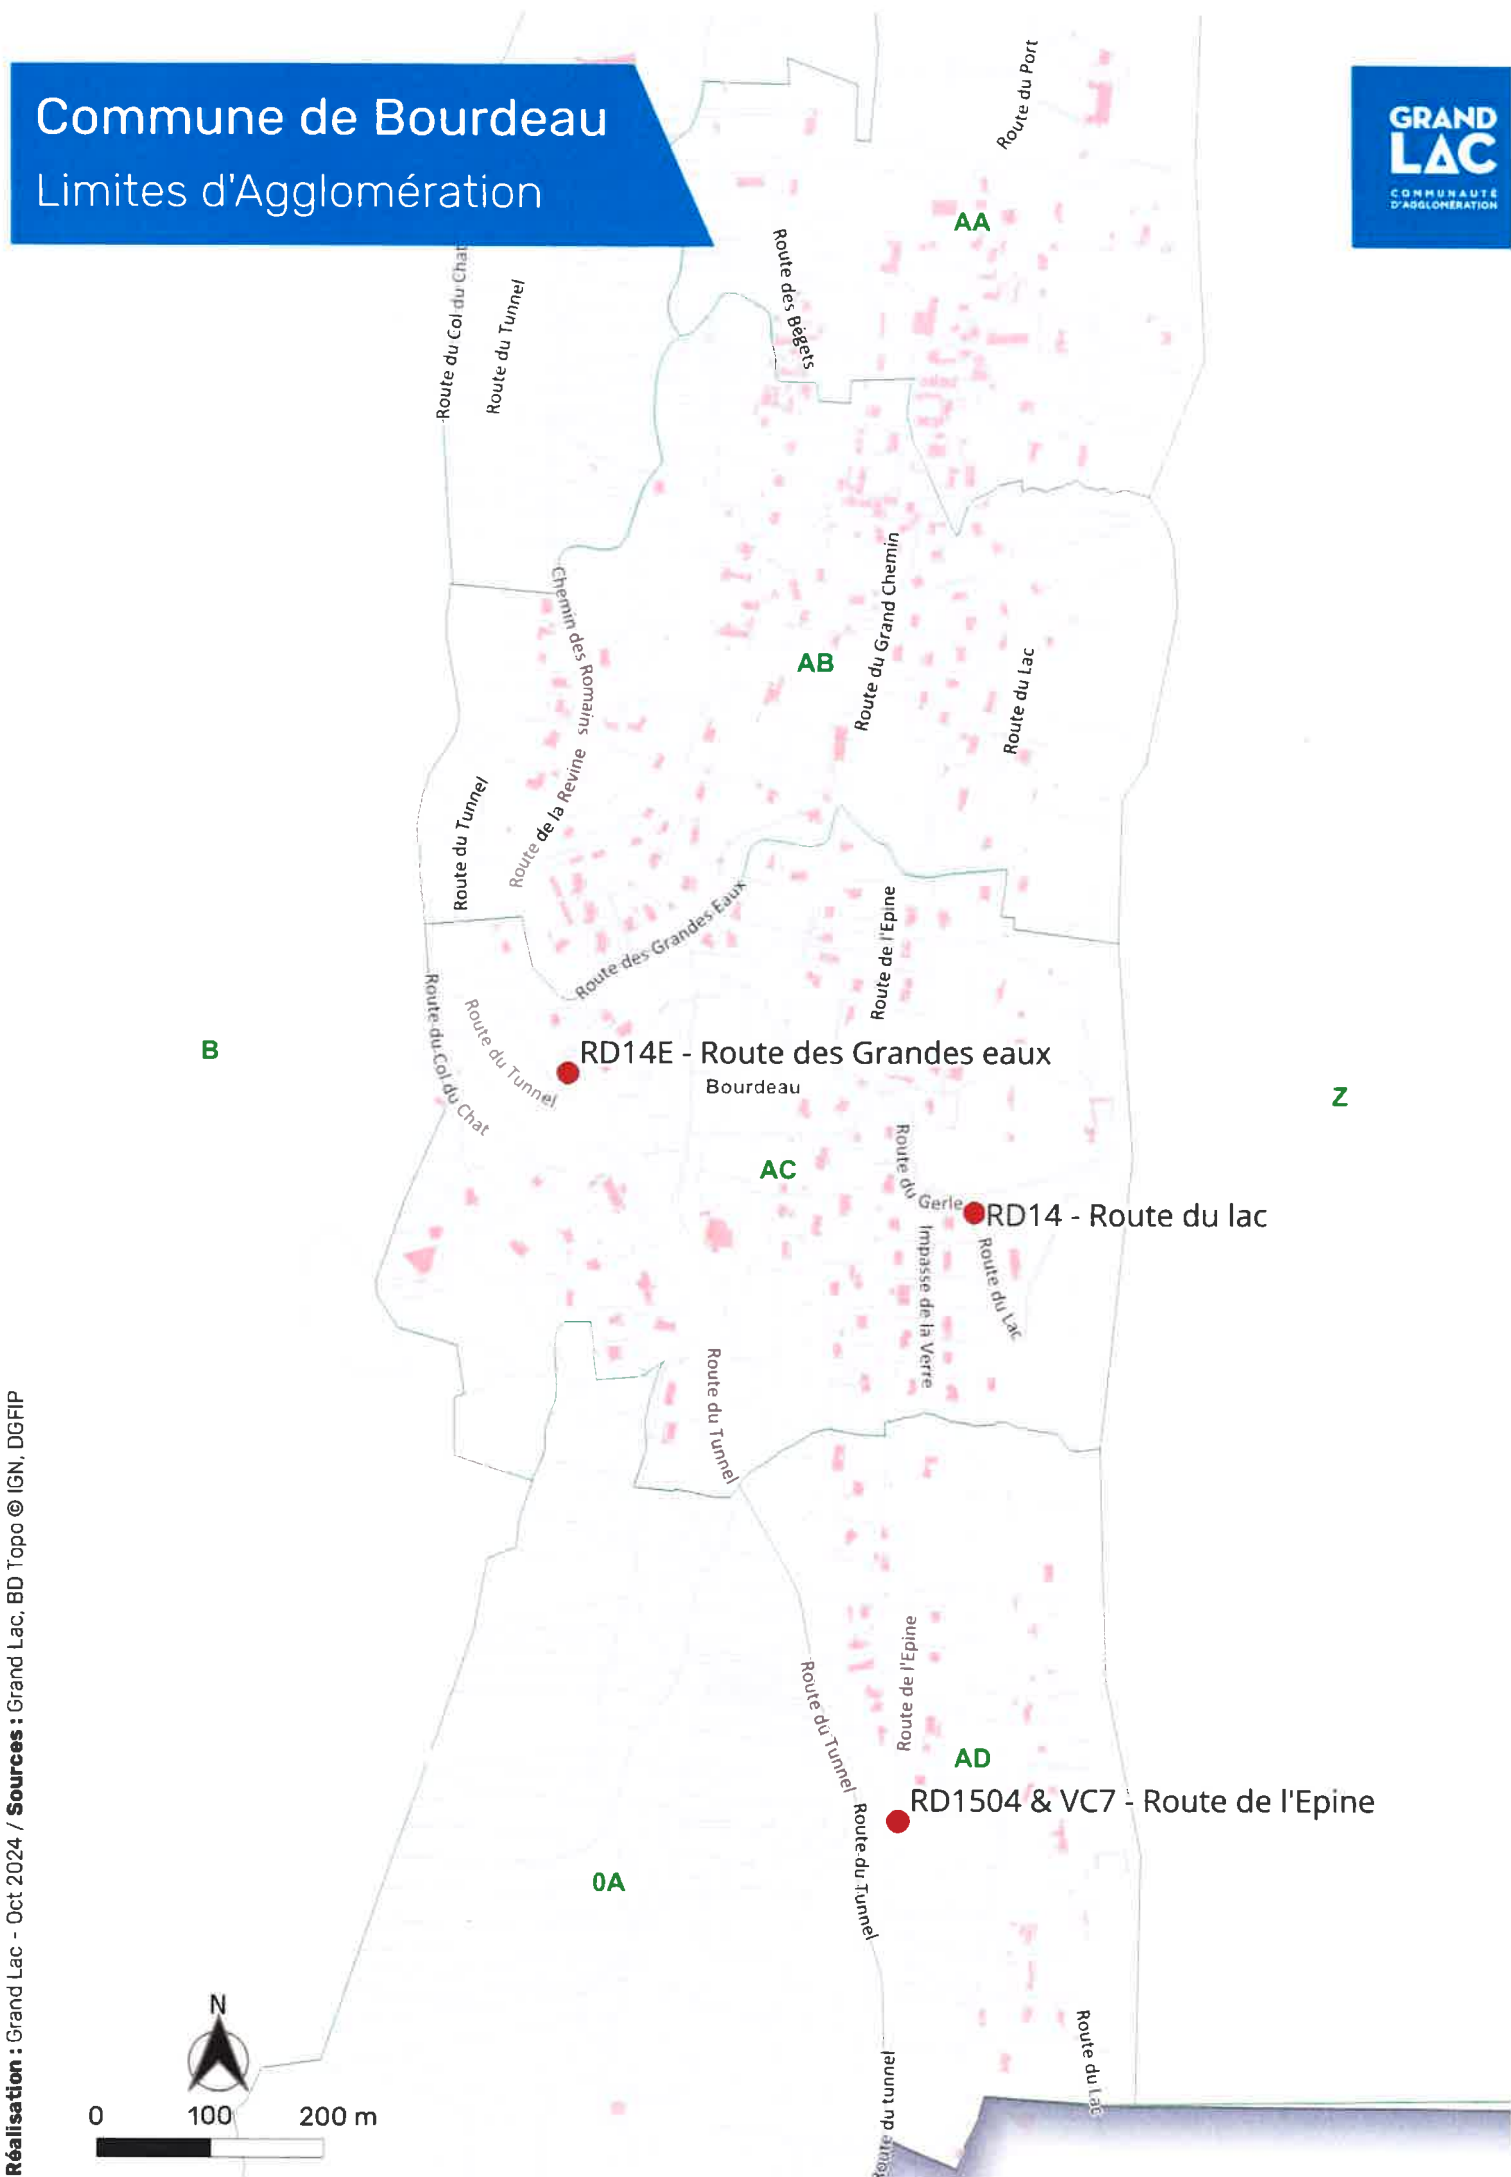 Commune de Bourdeau
Limites d'Agglomération
GRAND
LAC
COMMUNAUTÉ
D'AGGLOMÉRATION
Route du Port
AA
Route des Bégets
Route du Col du Chat
Route du Tunnel
Chemin des Romains
Route du Grand Chemin
AB
Route du Lac
Route du Tunnel
Route de la Revine
Route des Grandes Eaux
Route de l'Epine
Route du Col du Chat
Route du Tunnel
B
RD14E - Route des Grandes eaux
Bourdeau
Z
AC
Route du Gerle
RD14 - Route du lac
Impasse de la Verre
Route du Lac
Route du Tunnel
Route de l'Epine
Route du Tunnel
AD
RD1504 & VC7 - Route de l'Epine
Route du Tunnel
0A
Route du Lac
Route du tunnel
N
0 100 200 m
Réalisation : Grand Lac - Oct 2024 / Sources : Grand Lac, BD Topo © IGN, DGFIP